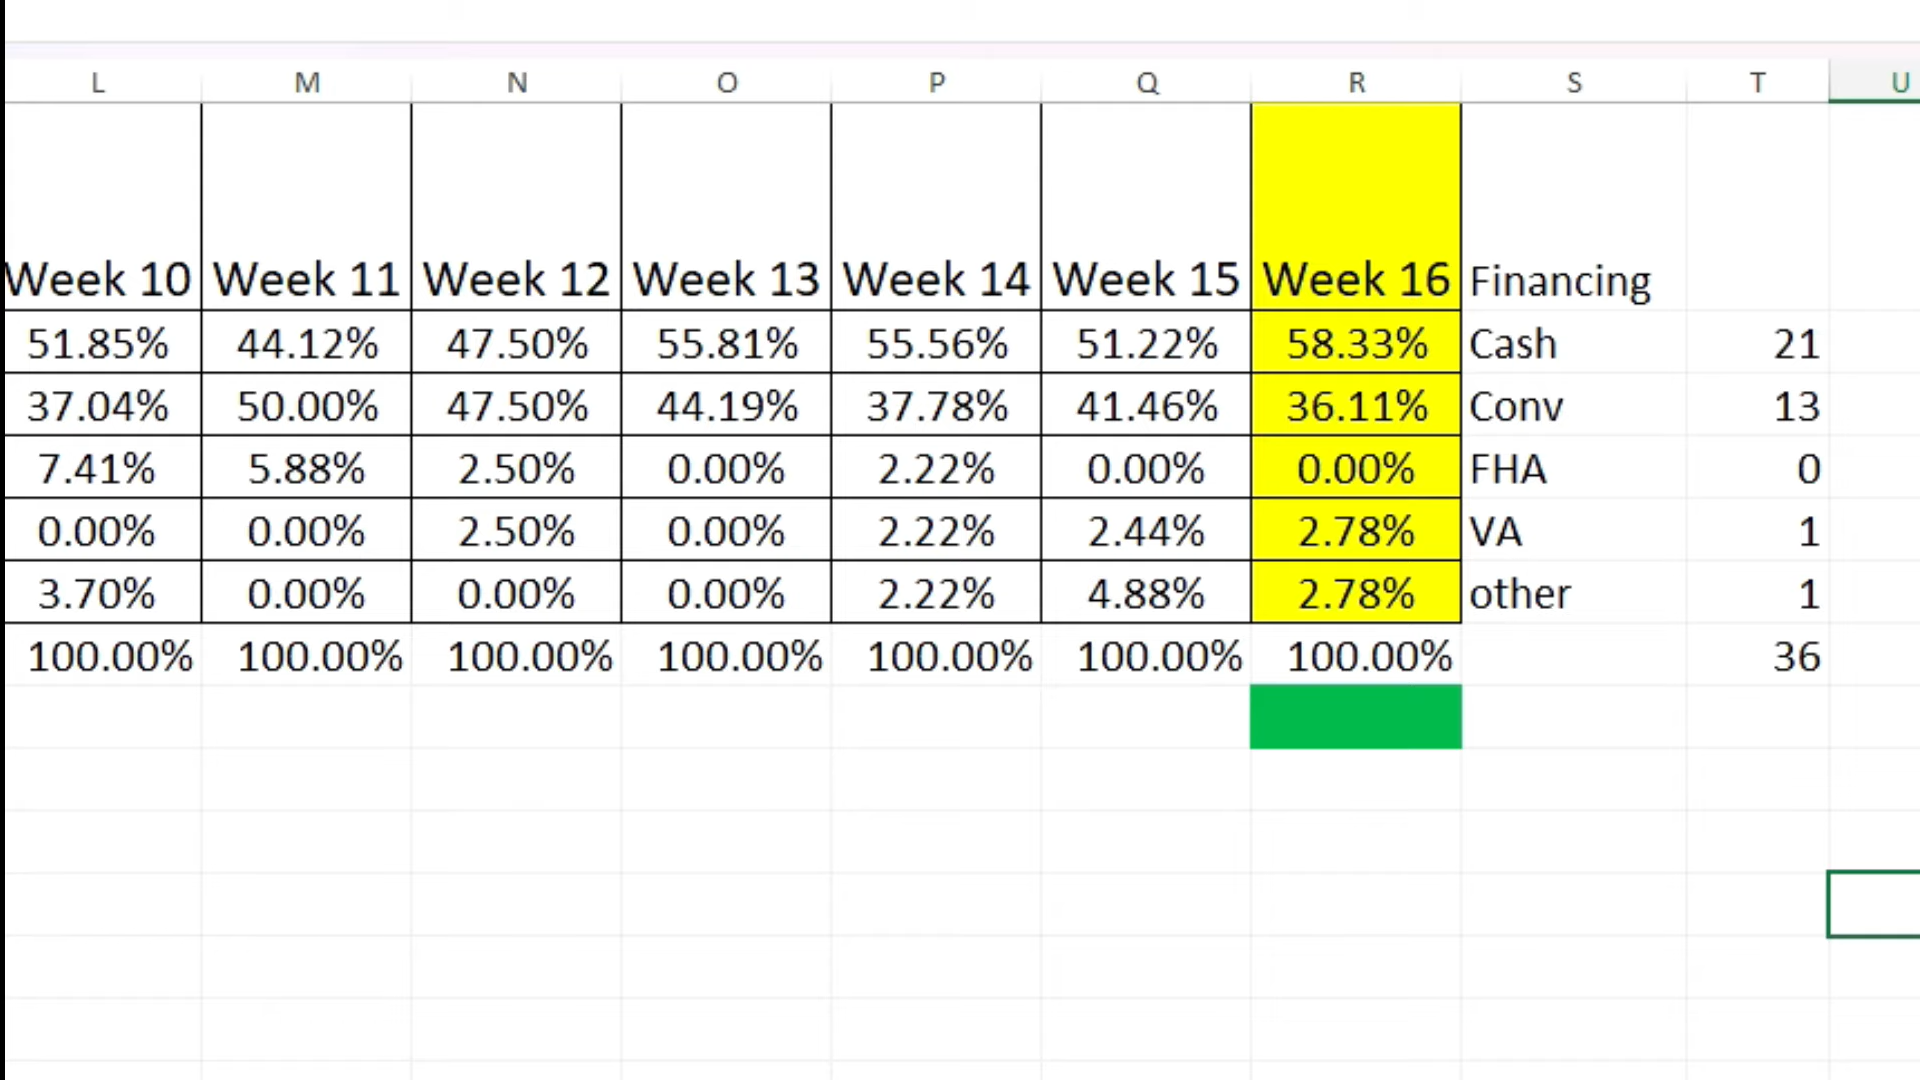 L M N O P Q R S T U
Week 10 Week 11 Week 12 Week 13 Week 14 Week 15 Week 16 Financing
51.85% 44.12% 47.50% 55.81% 55.56% 51.22% 58.33% Cash 21
37.04% 50.00% 47.50% 44.19% 37.78% 41.46% 36.11% Conv 13
7.41% 5.88% 2.50% 0.00% 2.22% 0.00% 0.00% FHA 0
0.00% 0.00% 2.50% 0.00% 2.22% 2.44% 2.78% VA 1
3.70% 0.00% 0.00% 0.00% 2.22% 4.88% 2.78% other 1
100.00% 100.00% 100.00% 100.00% 100.00% 100.00% 100.00% 36